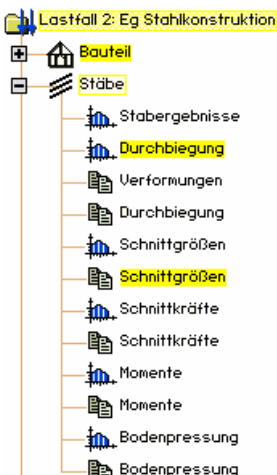 Lastfall 2: Eg Stahlkonstruktion
Bauteil
Stäbe
Stabergebnisse
Durchbiegung
Verformungen
Durchbiegung
Schnittgrößen
Schnittgrößen
Schnittkräfte
Schnittkräfte
Momente
Momente
Bodenpressung
Bodenpressung